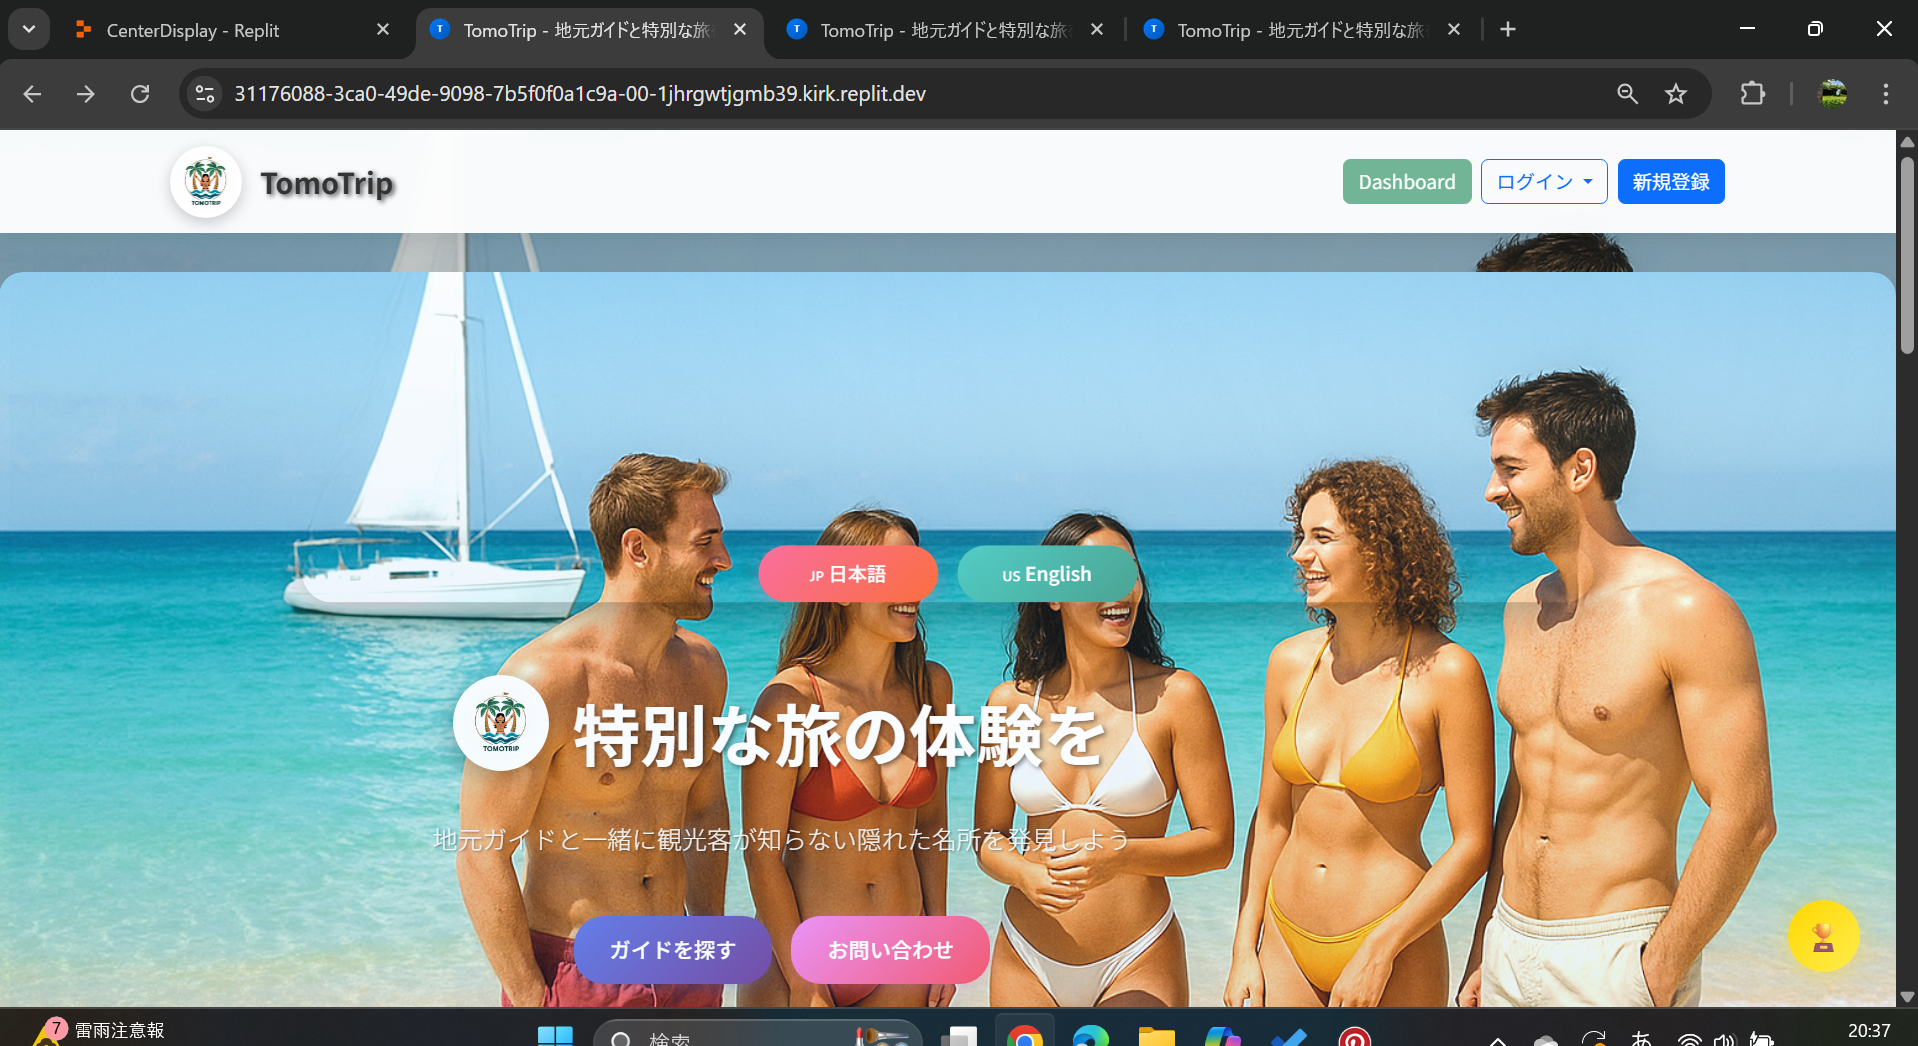 CenterDisplay - Replit
TomoTrip - 地元ガイドと特別な旅
TomoTrip - 地元ガイドと特別な旅
TomoTrip - 地元ガイドと特別な旅
31176088-3ca0-49de-9098-7b5f0f0a1c9a-00-1jhrgwtjgmb39.kirk.replit.dev
TOMOTRIP
TomoTrip
Dashboard
ログイン
新規登録
JP 日本語
US English
TOMOTRIP
特別な旅の体験を
地元ガイドと一緒に観光客が知らない隠れた名所を発見しよう
ガイドを探す
お問い合わせ
7
雷雨注意報
検索
あ
20:37